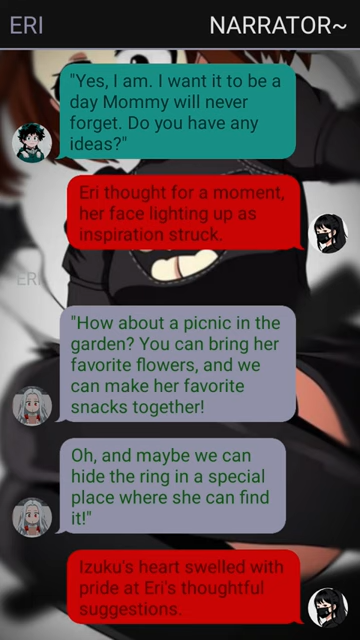 ERI NARRATOR~
"Yes, I am. I want it to be a
day Mommy will never
forget. Do you have any
ideas?"
Eri thought for a moment,
her face lighting up as
inspiration struck.
ERI
"How about a picnic in the
garden? You can bring her
favorite flowers, and we
can make her favorite
snacks together!
Oh, and maybe we can
hide the ring in a special
place where she can find
it!"
Izuku's heart swelled with
pride at Eri's thoughtful
suggestions.